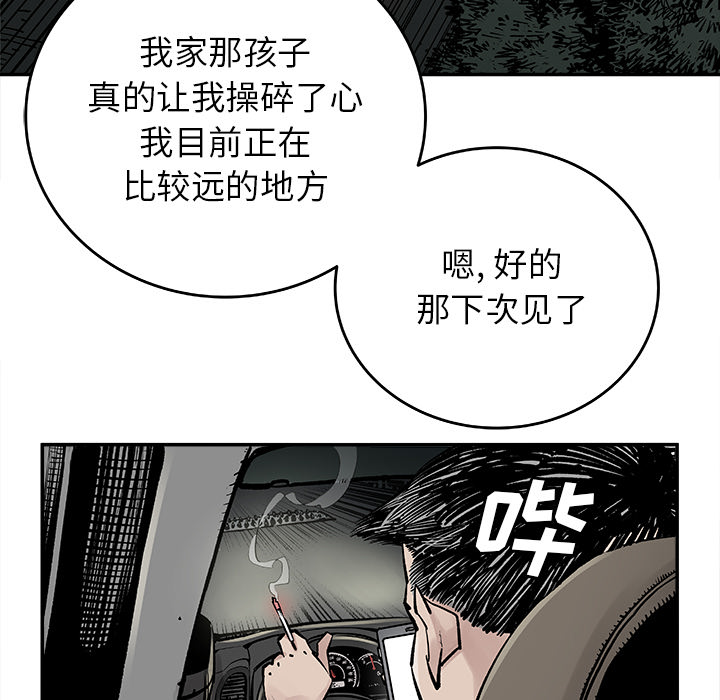 我家那孩子
真的让我操碎了心
我目前正在
比较远的地方
嗯, 好的
那下次见了
哔